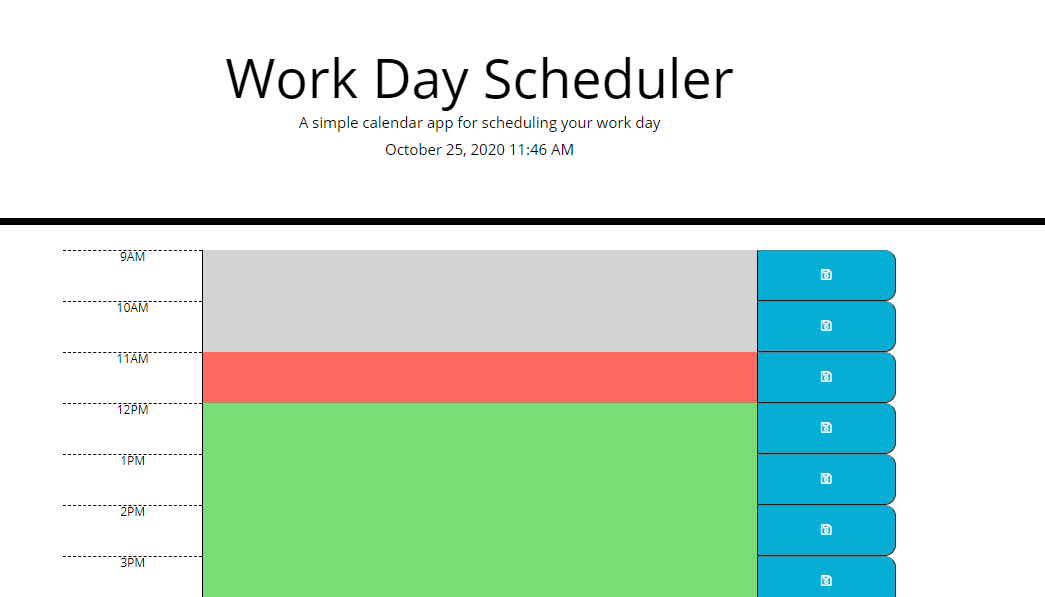 Work Day Scheduler
A simple calendar app for scheduling your work day
October 25, 2020 11:46 AM
9AM
10AM
11AM
12PM
1PM
2PM
3PM